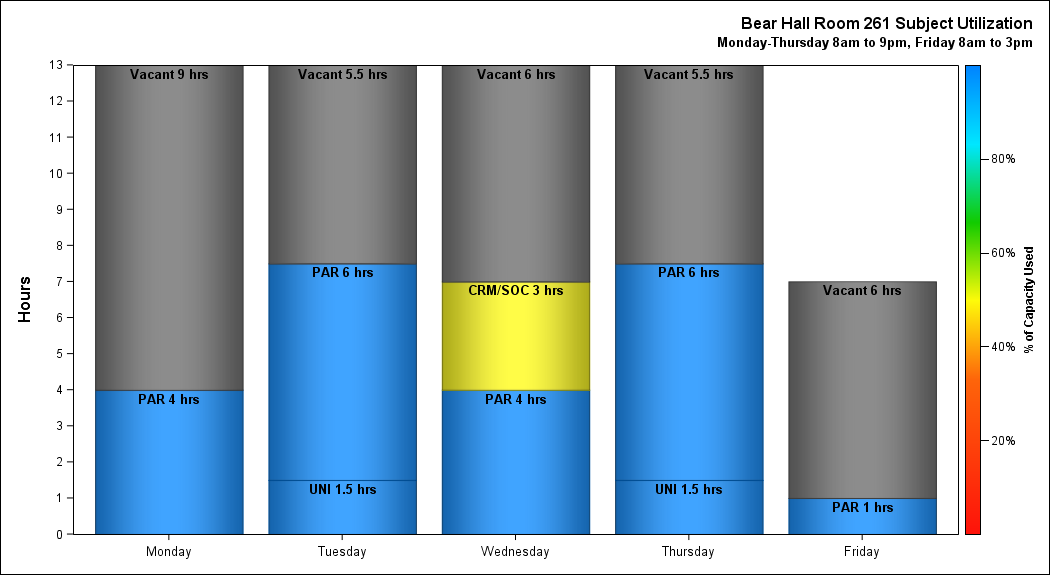 Bear Hall Room 261 Subject Utilization
Monday-Thursday 8am to 9pm, Friday 8am to 3pm
Hours
13
12
11
10
9
8
7
6
5
4
3
2
1
0
Vacant 9 hrs
PAR 4 hrs
Vacant 5.5 hrs
PAR 6 hrs
UNI 1.5 hrs
Vacant 6 hrs
CRM/SOC 3 hrs
PAR 4 hrs
Vacant 5.5 hrs
PAR 6 hrs
UNI 1.5 hrs
Vacant 6 hrs
PAR 1 hrs
Monday
Tuesday
Wednesday
Thursday
Friday
80%
60%
40%
20%
% of Capacity Used